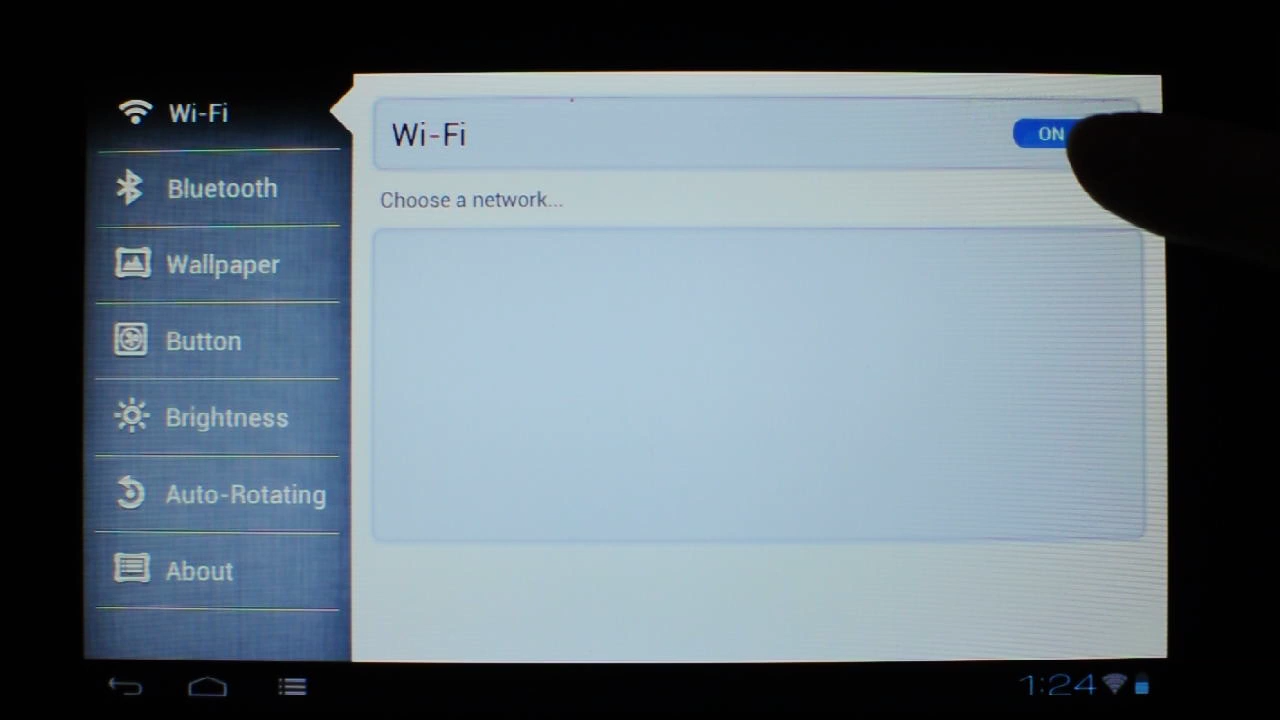 Wi-Fi
Bluetooth
Wallpaper
Button
Brightness
Auto-Rotating
About
Wi-Fi
ON
Choose a network...
1:24